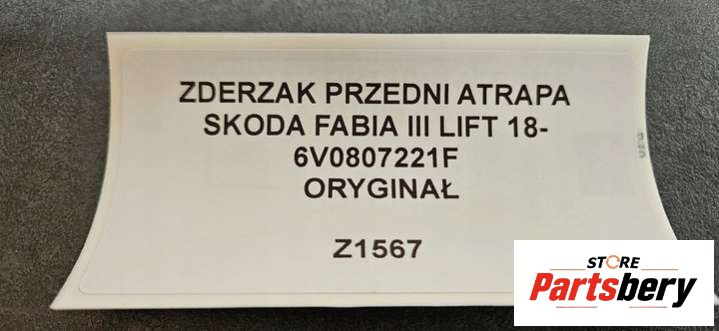 ZDERZAK PRZEDNI ATRAPA
SKODA FABIA III LIFT 18-
6V0807221F
ORYGINAŁ
Z1567
STORE
Partsbery